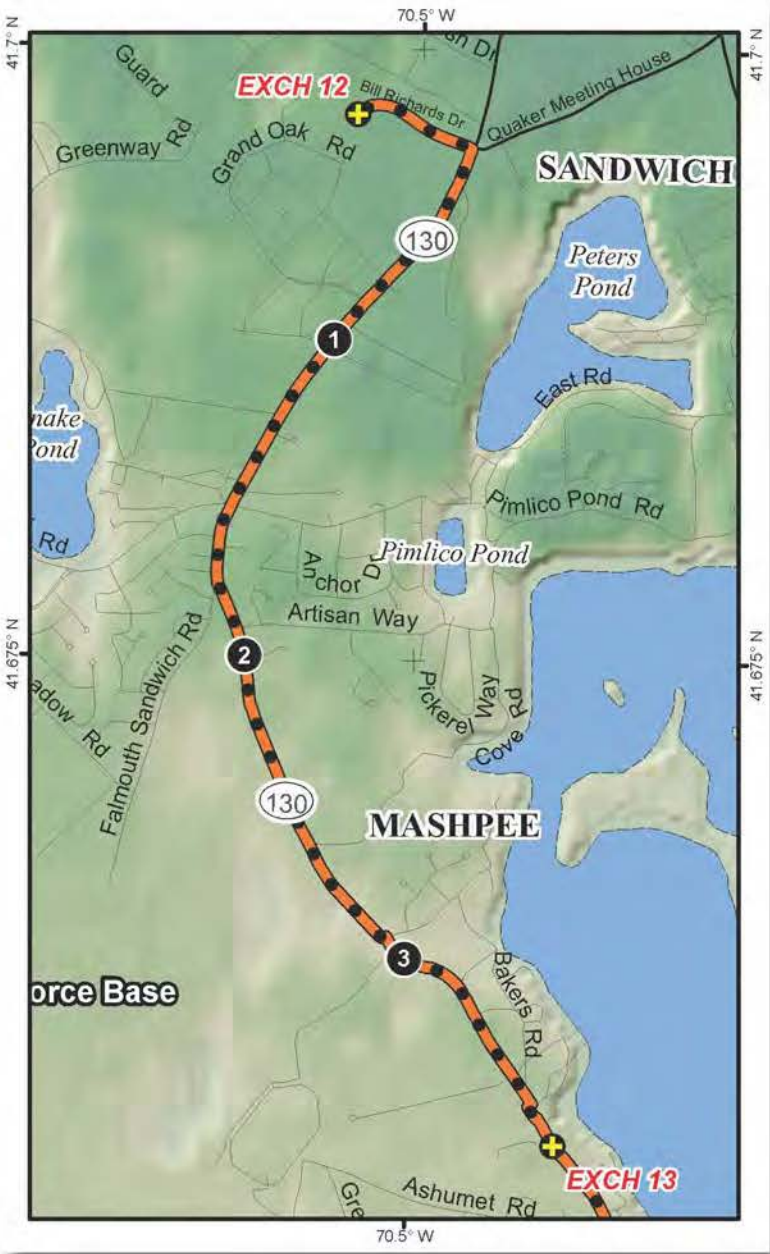 70.5° W
41.7° N
41.7° N
Guard
EXCH 12
Bill Richards Dr
Quaker Meeting House
Greenway Rd
Grand Oak Rd
SANDWICH
130
Peters
Pond
1
East Rd
nake
Pond
Pimlico Pond Rd
Rd
Anchor Dr
Pimlico Pond
Artisan Way
41.675° N
41.675° N
2
Falmouth Sandwich Rd
adow Rd
Pickerel Way
Cove Rd
130
MASHPEE
3
Bakers Rd
orce Base
EXCH 13
Ashumet Rd
Gre
70.5° W